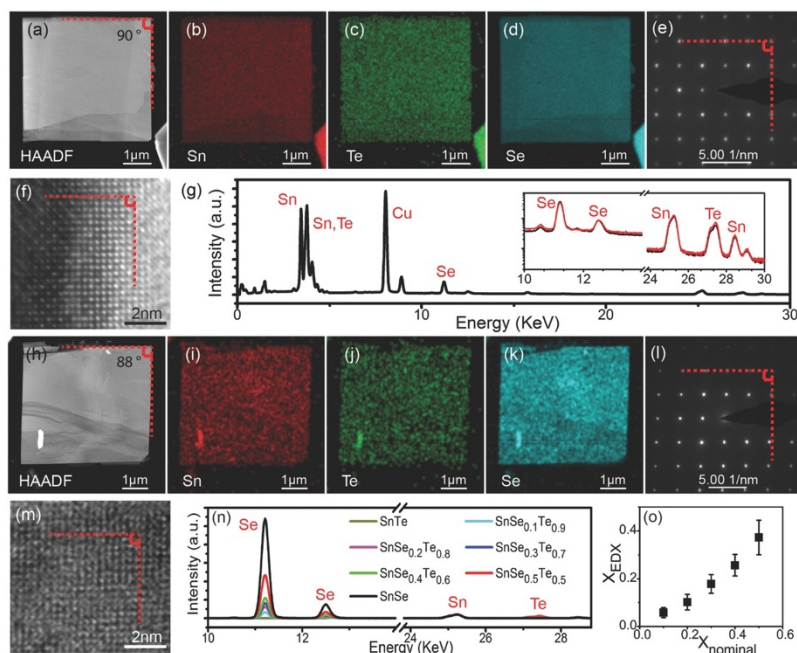 (a)
90°
HAADF
1μm
(b)
Sn
1μm
(c)
Te
1μm
(d)
Se
1μm
(e)
5.00 1/nm
(f)
2nm
(g)
Intensity (a.u.)
Sn
Sn,Te
Cu
Se
0 10 20 30
Energy (KeV)
Se
Se
Sn
Te
Sn
10 12 24 26 28 30
(h)
88°
HAADF
1μm
(i)
Sn
1μm
(j)
Te
1μm
(k)
Se
1μm
(l)
5.00 1/nm
(m)
2nm
(n)
Intensity (a.u.)
Se
Se
Sn
Te
SnTe
SnSe0.1Te0.9
SnSe0.2Te0.8
SnSe0.3Te0.7
SnSe0.4Te0.6
SnSe0.5Te0.5
SnSe
10 12 24 26 28
Energy (KeV)
(o)
XEDX
0.4
0.2
0.0
0.0 0.2 0.4 0.6
Xnominal